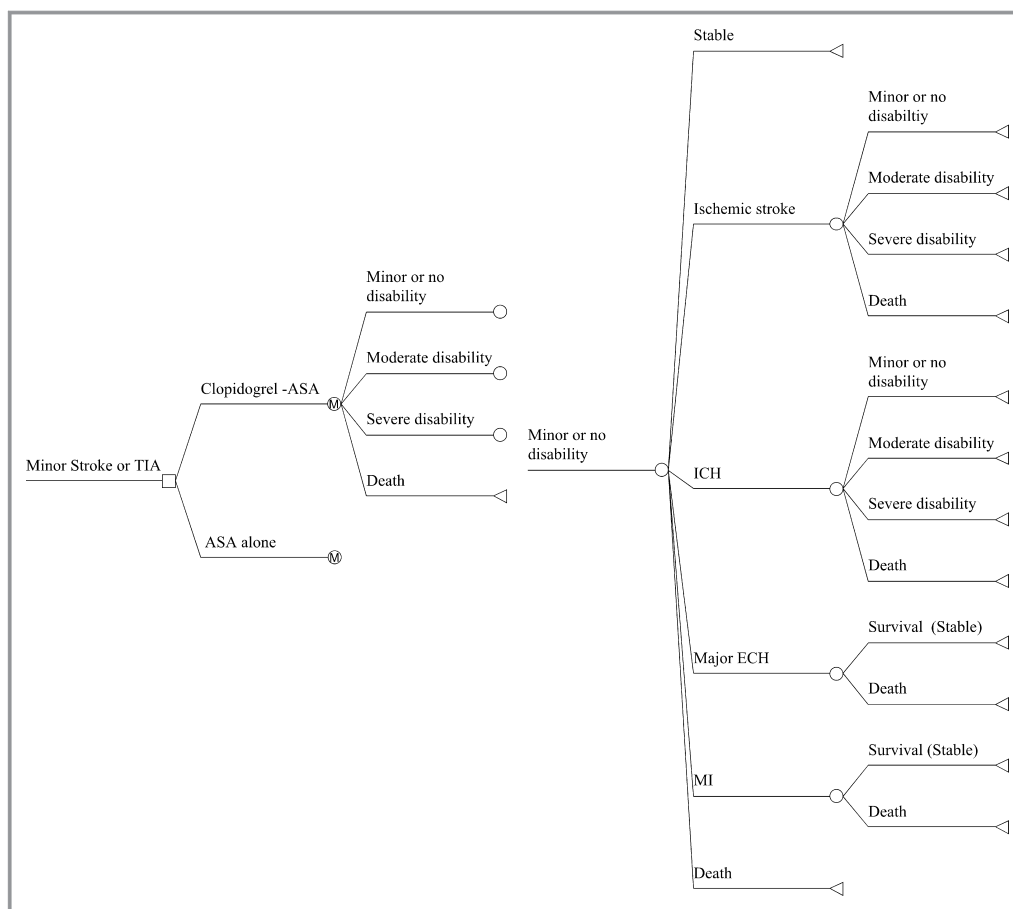 Minor Stroke or TIA
Clopidogrel -ASA
M
ASA alone
M
Minor or no
disability
Moderate disability
Severe disability
Death
Minor or no
disability
Stable
Ischemic stroke
Minor or no
disabiltiy
Moderate disability
Severe disability
Death
ICH
Minor or no
disability
Moderate disability
Severe disability
Death
Major ECH
Survival (Stable)
Death
MI
Survival (Stable)
Death
Death